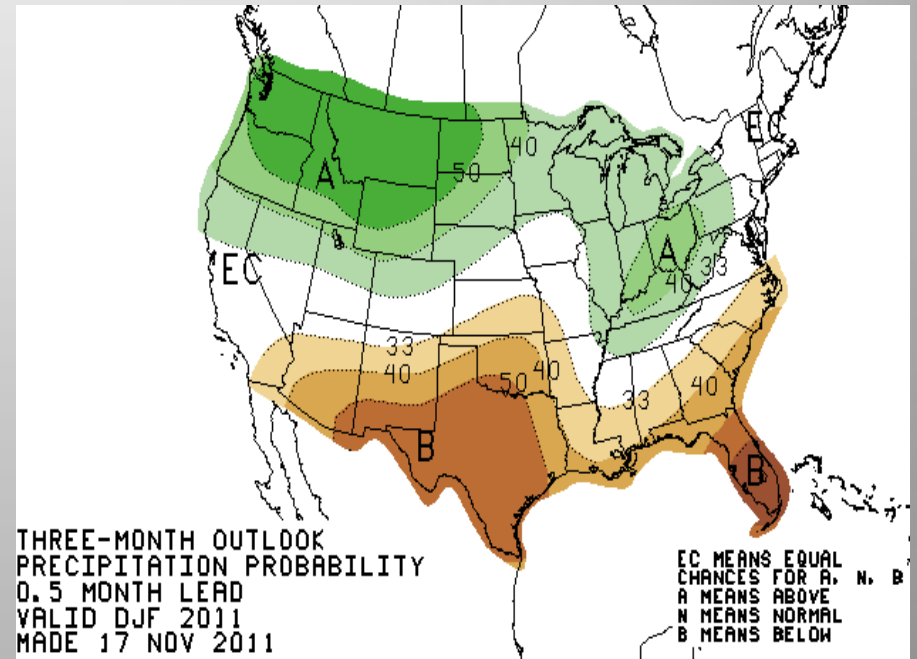 EC
40
50
A
A
33
40
EC
33
40
40
50
33
40
B
B
THREE-MONTH OUTLOOK
PRECIPITATION PROBABILITY
0.5 MONTH LEAD
VALID DJF 2011
MADE 17 NOV 2011
EC MEANS EQUAL
CHANCES FOR A, N, B
A MEANS ABOVE
N MEANS NORMAL
B MEANS BELOW